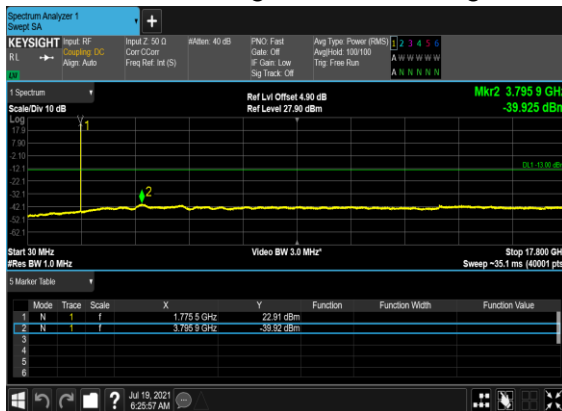 Spectrum Analyzer 1
Swept SA
KEYSIGHT Input: RF Input Z: 50 Ω #Atten: 40 dB PNO: Fast Avg Type: Power (RMS) 1 2 3 4 5 6
RL Coupling: DC Corr CCorr Gate: Off Avg|Hold: 100/100 A W W W W W
Align: Auto Freq Ref: Int (S) IF Gain: Low Trig: Free Run
Sig Track: Off A N N N N N
1 Spectrum Ref Lvl Offset 4.90 dB Mkr2 3.795 9 GHz
Scale/Div 10 dB Ref Level 27.90 dBm -39.925 dBm
Log
17.9
1
7.90
-2.10
-12.1
DL1 -13.00 dBm
-22.1
-32.1
2
-42.1
-52.1
-62.1
Start 30 MHz Video BW 3.0 MHz* Stop 17.800 GHz
#Res BW 1.0 MHz Sweep ~35.1 ms (40001 pts)
5 Marker Table
Mode Trace Scale X Y Function Function Width Function Value
1 N 1 f 1.775 5 GHz 22.91 dBm
2 N 1 f 3.795 9 GHz -39.92 dBm
3
4
5
6
? Jul 19, 2021
6:25:57 AM